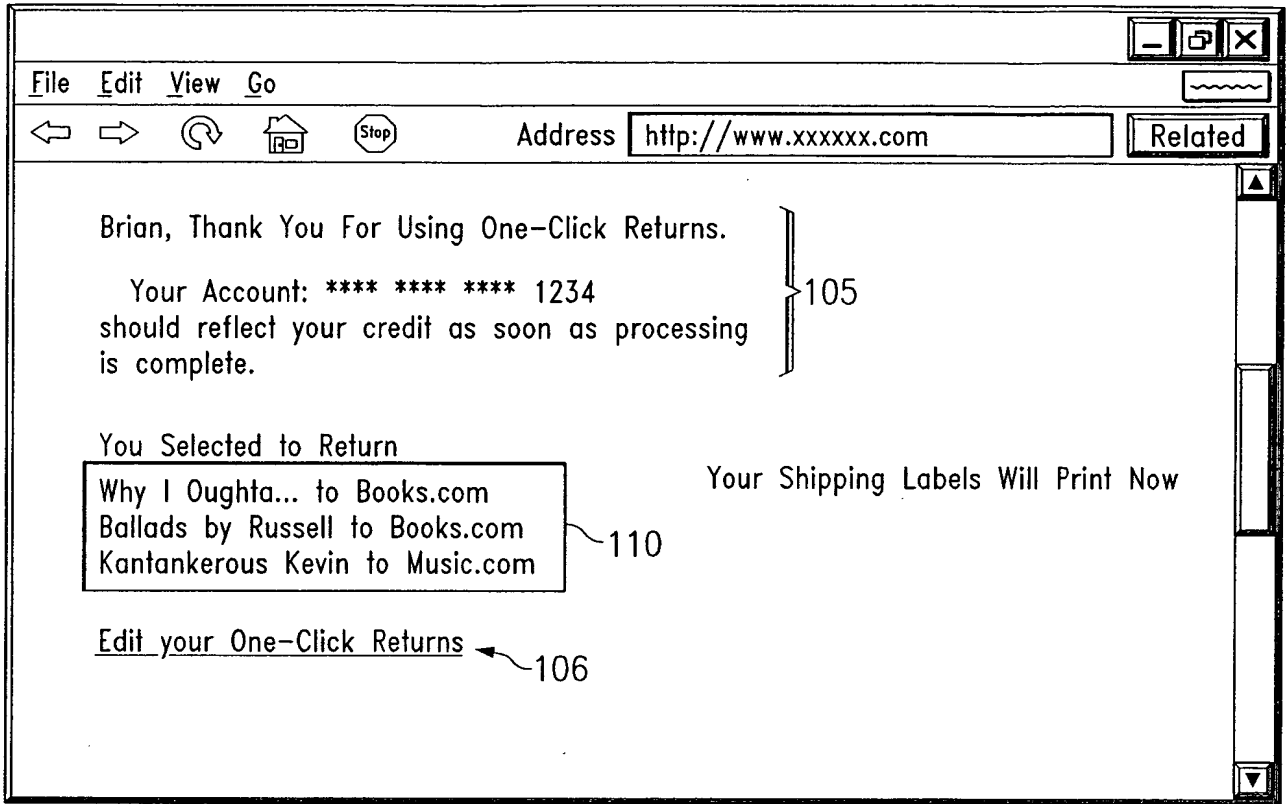 File Edit View Go
Stop Address http://www.xxxxxx.com Related
Brian, Thank You For Using One-Click Returns.
Your Account: **** **** **** 1234
should reflect your credit as soon as processing
is complete.
105
You Selected to Return
Why I Oughta... to Books.com
Ballads by Russell to Books.com
Kantankerous Kevin to Music.com
110
Your Shipping Labels Will Print Now
Edit your One-Click Returns
106